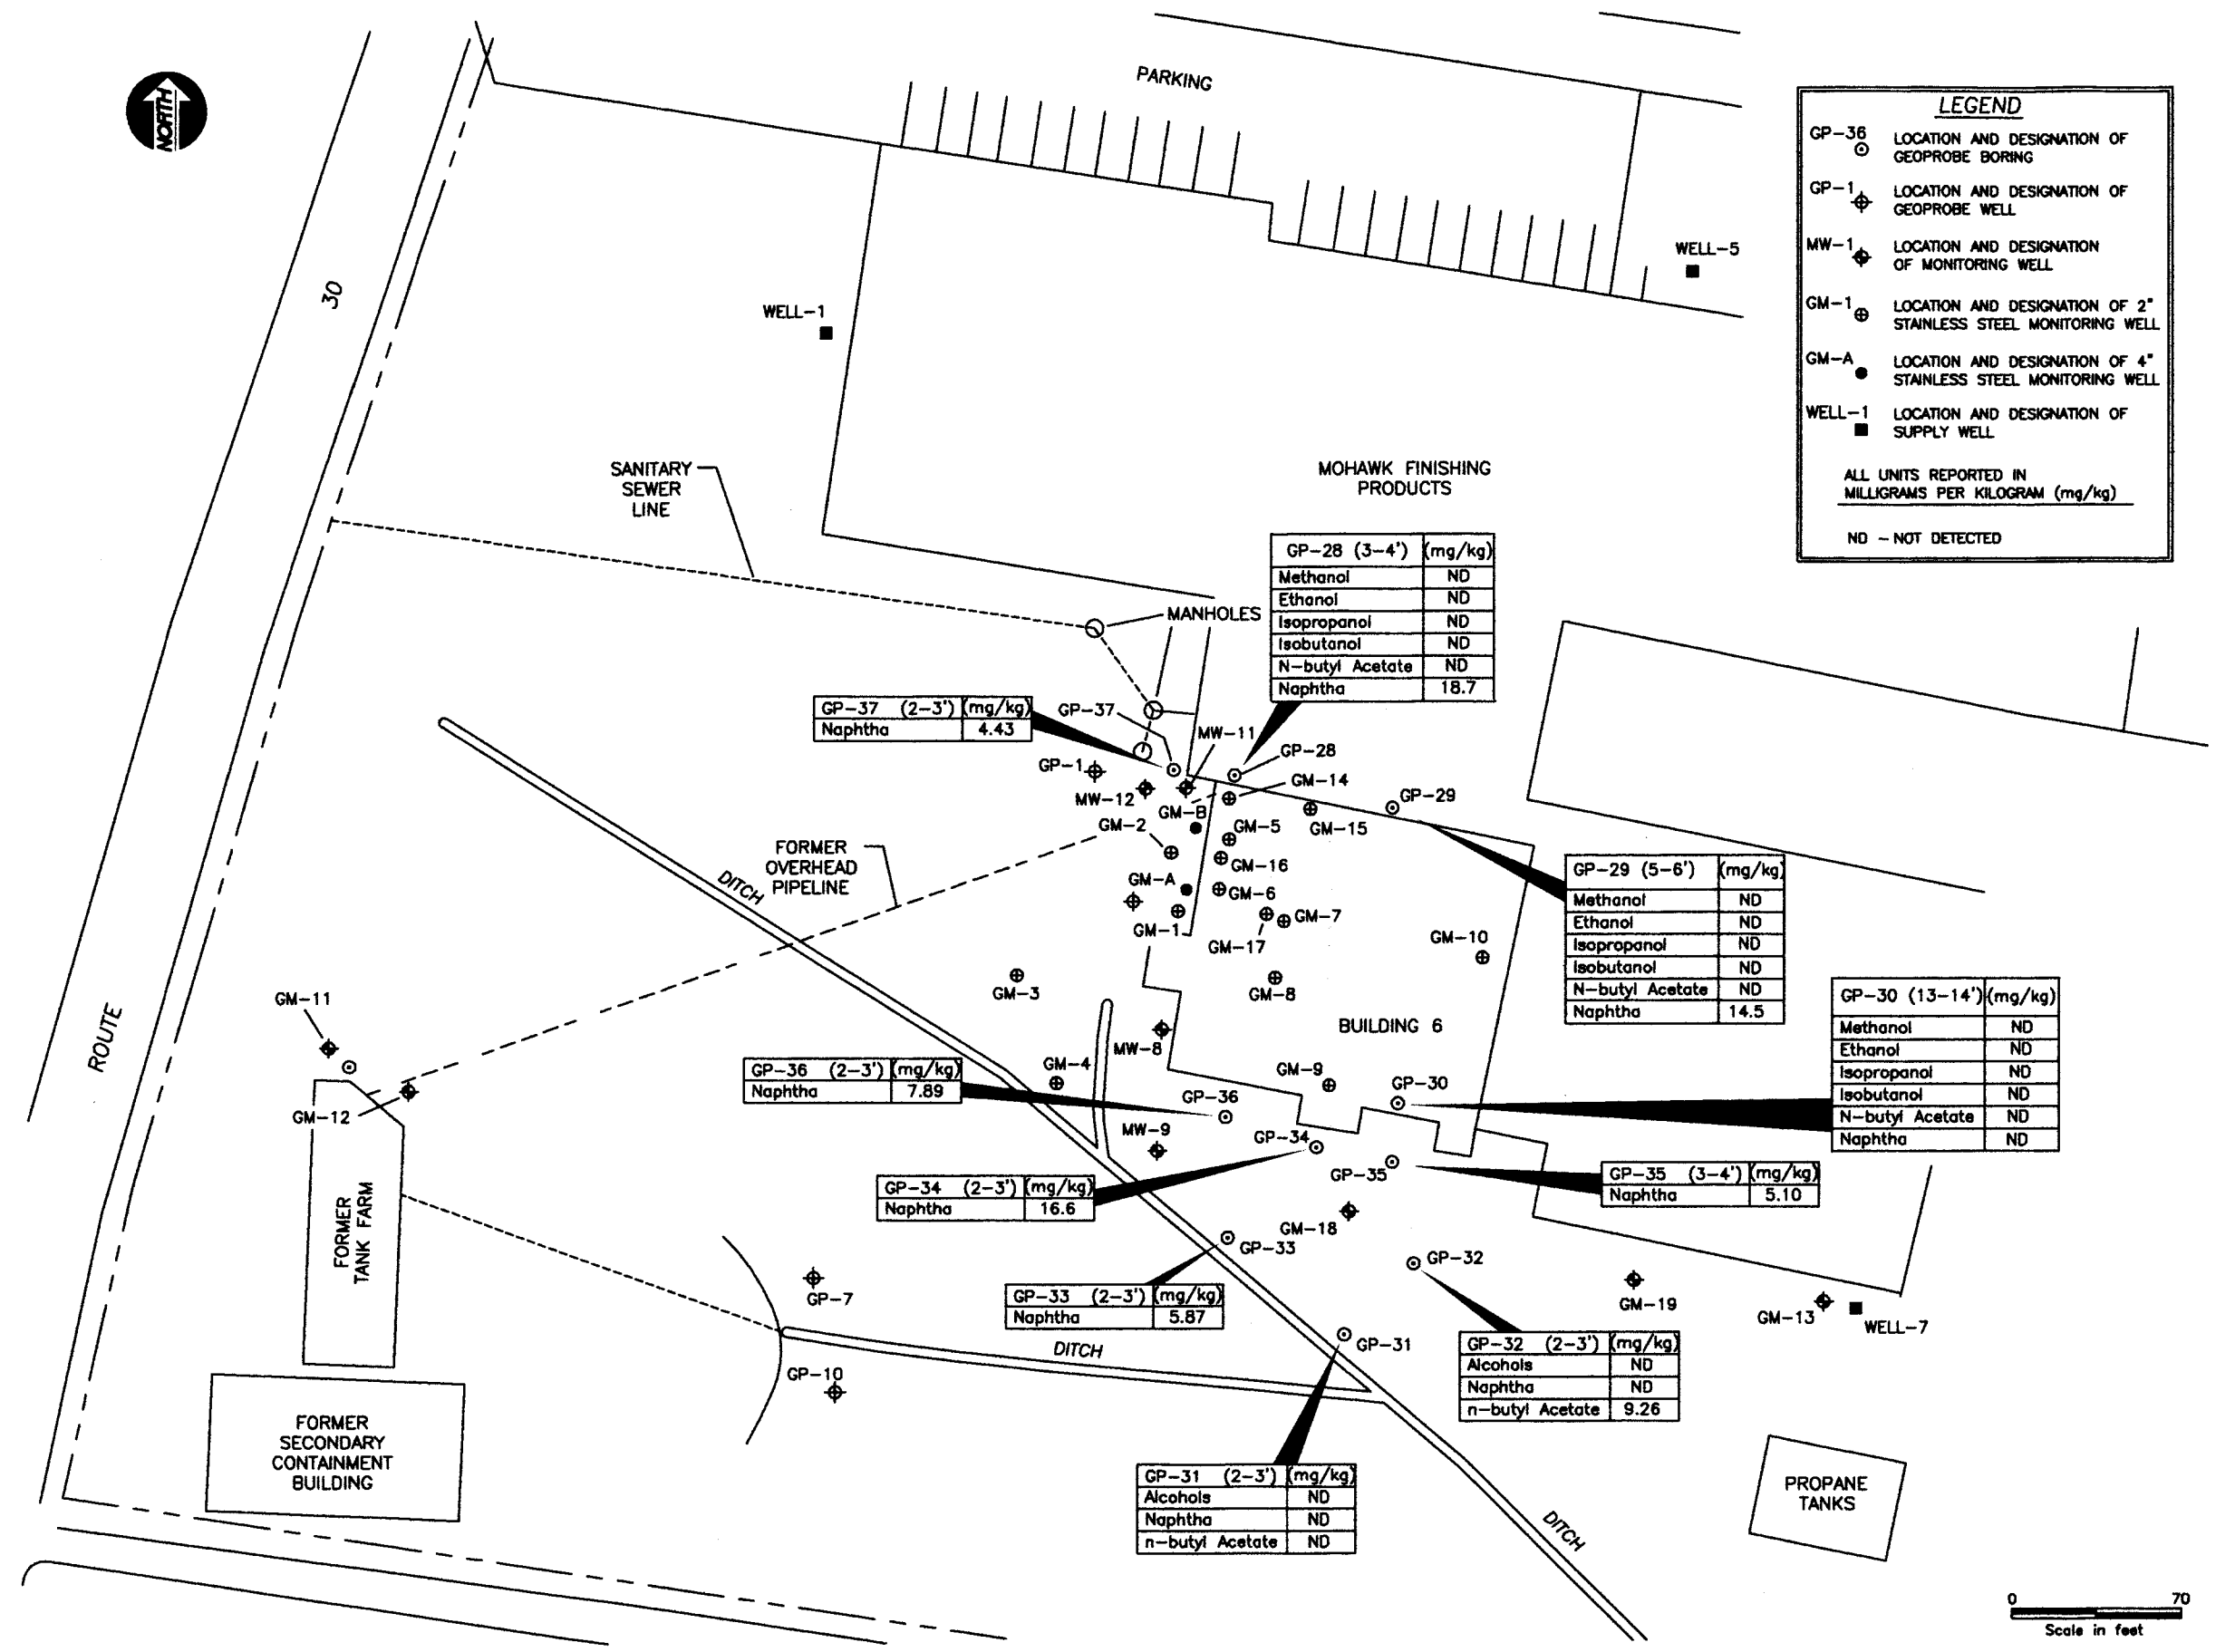 NORTH
PARKING
30
ROUTE
WELL-1
WELL-5
SANITARY
SEWER
LINE
MOHAWK FINISHING
PRODUCTS
MANHOLES
LEGEND
GP-36
LOCATION AND DESIGNATION OF
GEOPROBE BORING
GP-1
LOCATION AND DESIGNATION OF
GEOPROBE WELL
MW-1
LOCATION AND DESIGNATION
OF MONITORING WELL
GM-1
LOCATION AND DESIGNATION OF 2"
STAINLESS STEEL MONITORING WELL
GM-A
LOCATION AND DESIGNATION OF 4"
STAINLESS STEEL MONITORING WELL
WELL-1
LOCATION AND DESIGNATION OF
SUPPLY WELL
ALL UNITS REPORTED IN
MILLIGRAMS PER KILOGRAM (mg/kg)
ND - NOT DETECTED
GP-28 (3-4') (mg/kg)
Methanol ND
Ethanol ND
Isopropanol ND
Isobutanol ND
N-butyl Acetate ND
Naphtha 18.7
GP-37 (2-3') (mg/kg)
Naphtha 4.43
GP-37
MW-11
GP-28
GP-1
GM-14
MW-12
GM-B
GP-29
GM-2
GM-5
GM-15
GM-16
GM-A
GM-6
GM-7
GM-1
GM-17
GM-10
FORMER
OVERHEAD
PIPELINE
DITCH
GP-29 (5-6') (mg/kg)
Methanol ND
Ethanol ND
Isopropanol ND
Isobutanol ND
N-butyl Acetate ND
Naphtha 14.5
GM-3
GM-8
GM-11
BUILDING 6
MW-8
GM-4
GM-9
GP-30
GP-30 (13-14') (mg/kg)
Methanol ND
Ethanol ND
Isopropanol ND
Isobutanol ND
N-butyl Acetate ND
Naphtha ND
GP-36 (2-3') (mg/kg)
Naphtha 7.89
GP-36
GM-12
MW-9
GP-34
GP-35
GP-35 (3-4') (mg/kg)
Naphtha 5.10
GP-34 (2-3') (mg/kg)
Naphtha 16.6
FORMER
TANK FARM
GM-18
GP-33
GP-32
GP-7
GP-33 (2-3') (mg/kg)
Naphtha 5.87
GM-19
GM-13
WELL-7
DITCH
GP-31
GP-10
GP-32 (2-3') (mg/kg)
Alcohols ND
Naphtha ND
n-butyl Acetate 9.26
FORMER
SECONDARY
CONTAINMENT
BUILDING
GP-31 (2-3') (mg/kg)
Alcohols ND
Naphtha ND
n-butyl Acetate ND
DITCH
PROPANE
TANKS
0 70
Scale in feet